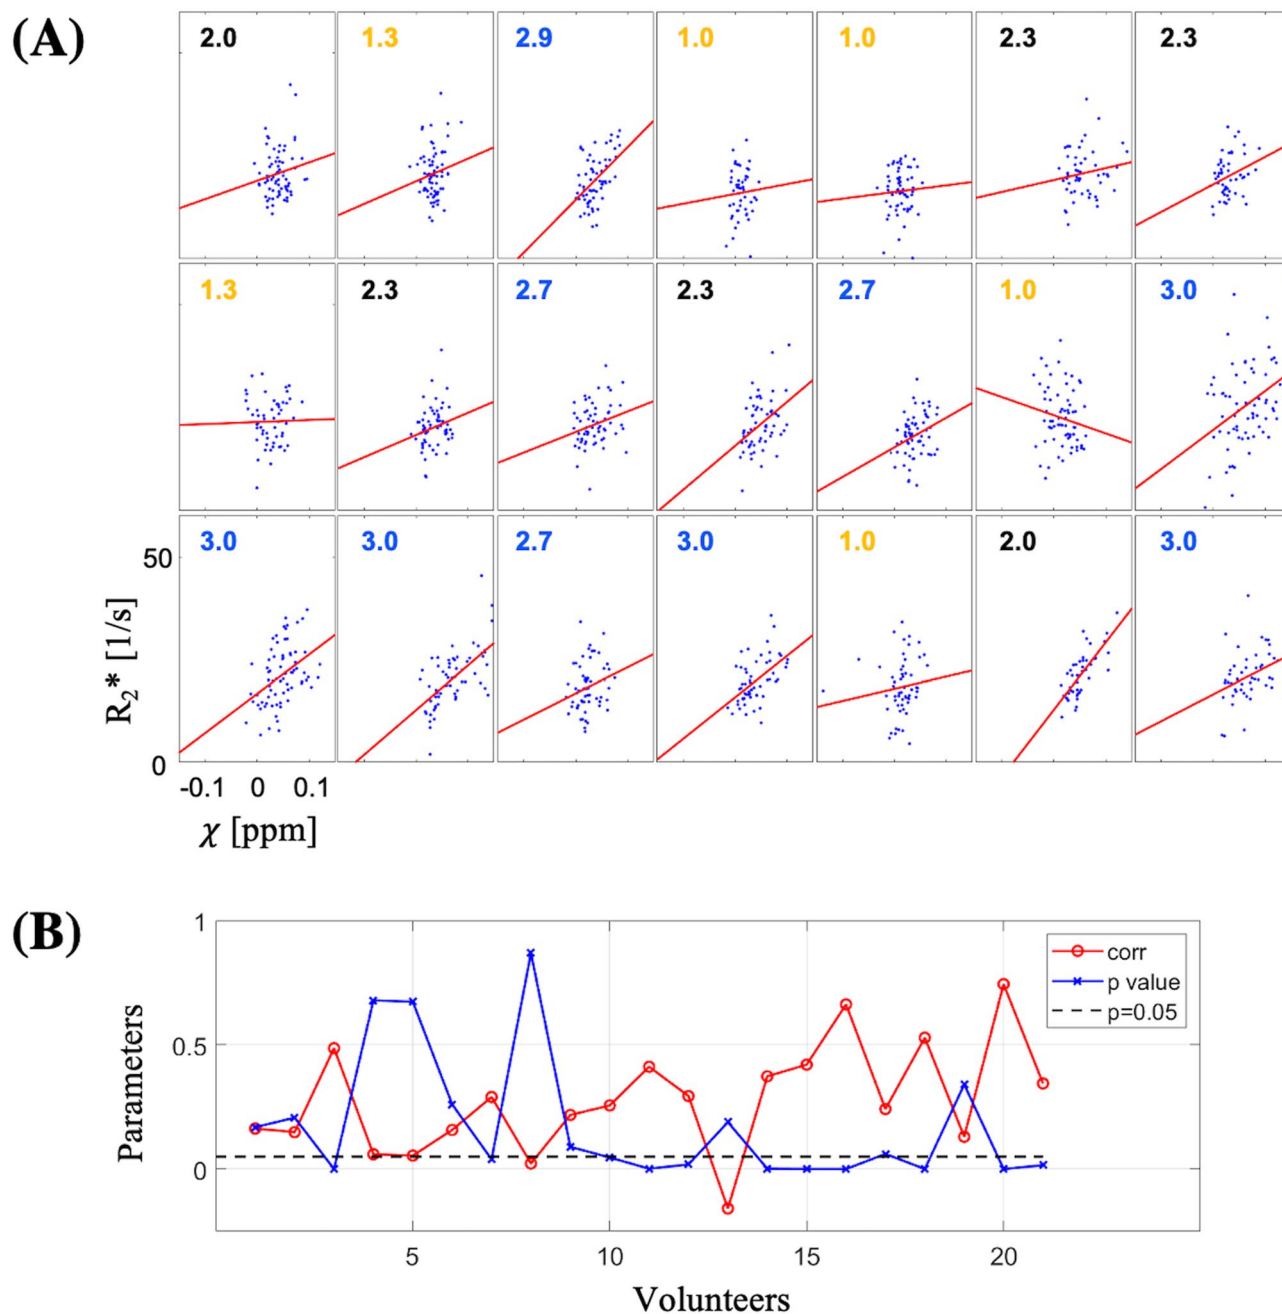 (A)
2.0 1.3 2.9 1.0 1.0 2.3 2.3
1.3 2.3 2.7 2.3 2.7 1.0 3.0
3.0 3.0 2.7 3.0 1.0 2.0 3.0
50
R2* [1/s]
0
-0.1 0 0.1
χ [ppm]
(B)
1
corr
p value
p=0.05
0.5
Parameters
0
5 10 15 20
Volunteers